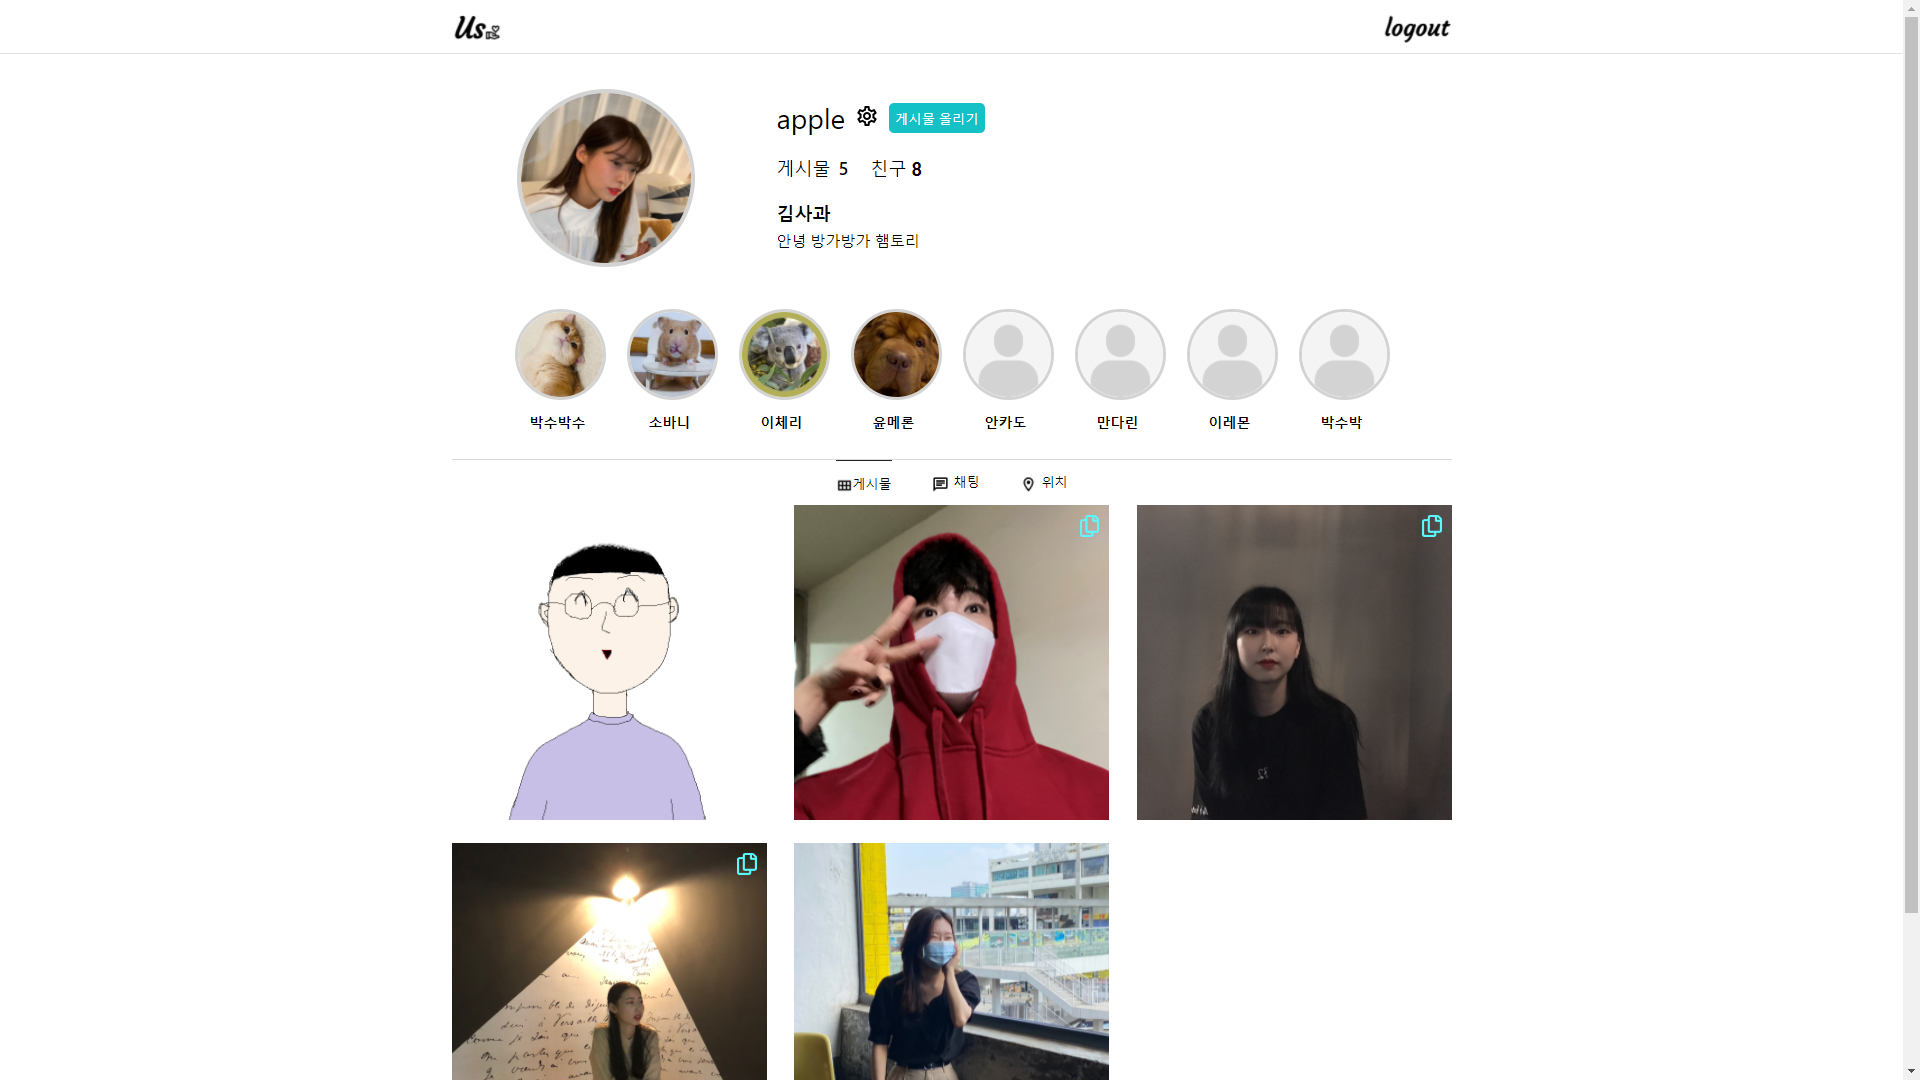 Us
logout
apple
게시물 올리기
게시물 5 친구 8
김사과
안녕 방가방가 햄토리
박수박수 소바니 이체리 윤메론 안카도 만다린 이레몬 박수박
게시물 채팅 위치